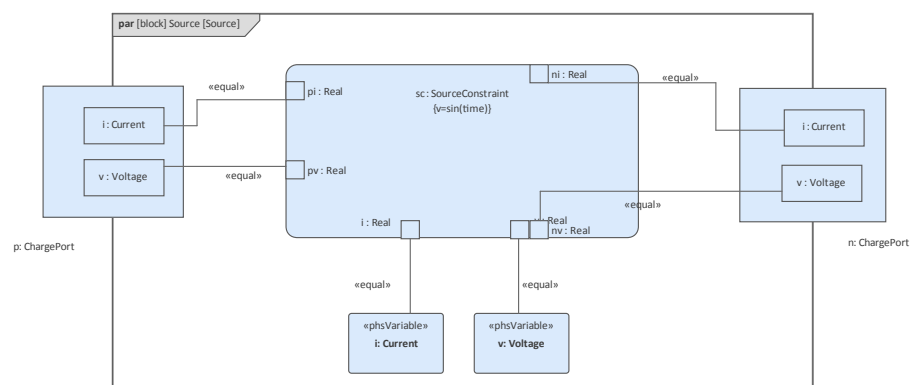 par [block] Source [Source]
«equal»
pi : Real
sc : SourceConstraint
{v=sin(time)}
ni : Real
«equal»
i : Current
i : Current
v : Voltage
«equal»
pv : Real
v : Voltage
«equal»
i : Real
v : Real
nv : Real
p: ChargePort
n: ChargePort
«equal»
«equal»
«phsVariable»
i: Current
«phsVariable»
v: Voltage